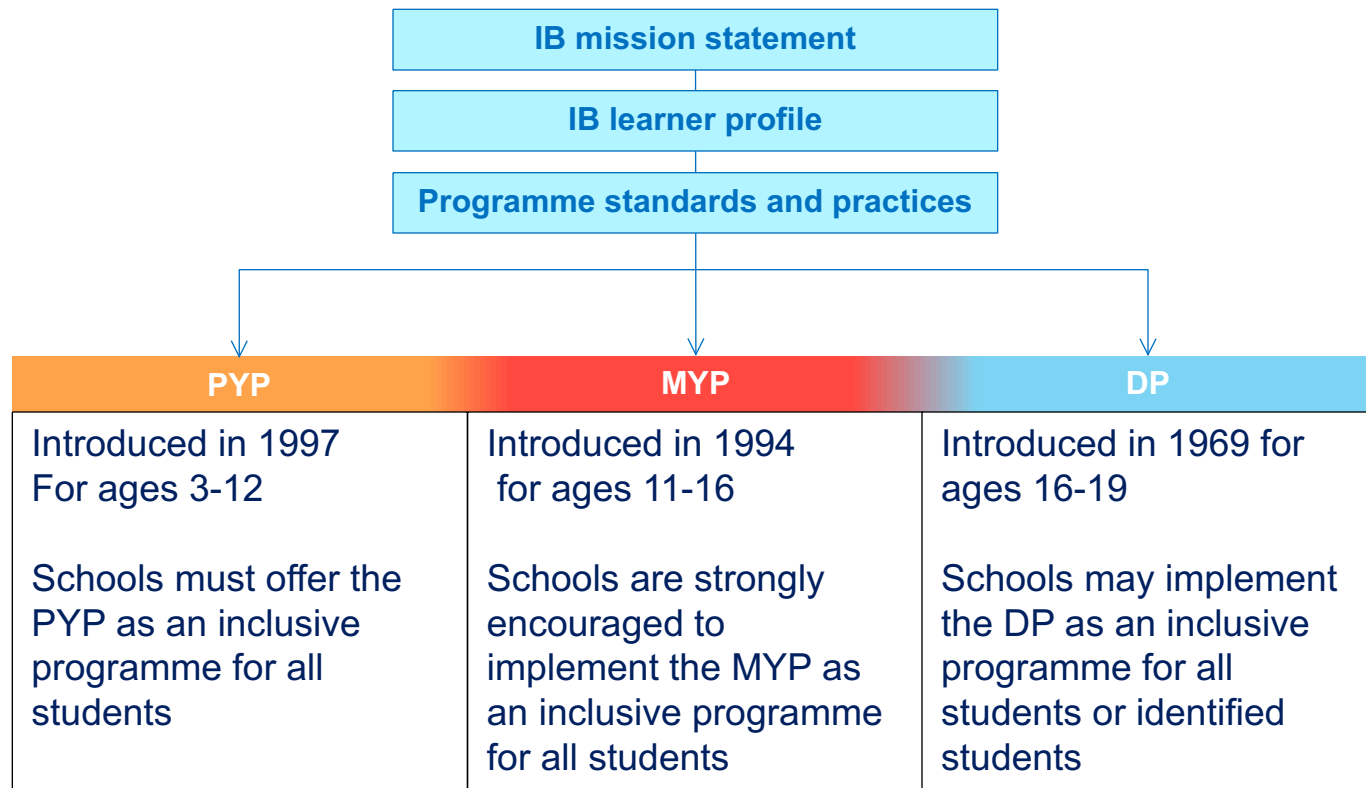 IB mission statement
IB learner profile
Programme standards and practices
PYP
MYP
DP
Introduced in 1997
For ages 3-12
Schools must offer the
PYP as an inclusive
programme for all
students
Introduced in 1994
for ages 11-16
Schools are strongly
encouraged to
implement the MYP as
an inclusive programme
for all students
Introduced in 1969 for
ages 16-19
Schools may implement
the DP as an inclusive
programme for all
students or identified
students